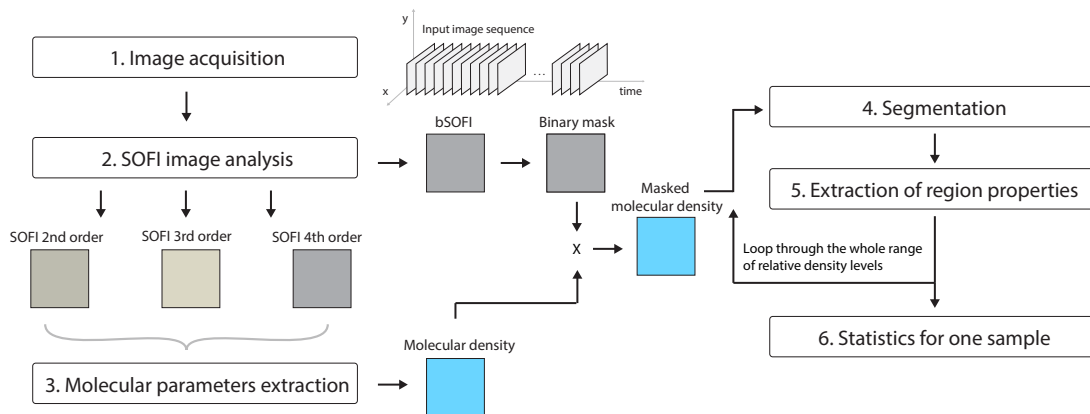 1. Image acquisition
2. SOFI image analysis
SOFI 2nd order
SOFI 3rd order
SOFI 4th order
3. Molecular parameters extraction
y
Input image sequence
...
x
time
bSOFI
Binary mask
X
Molecular density
Masked
molecular density
4. Segmentation
5. Extraction of region properties
Loop through the whole range
of relative density levels
6. Statistics for one sample